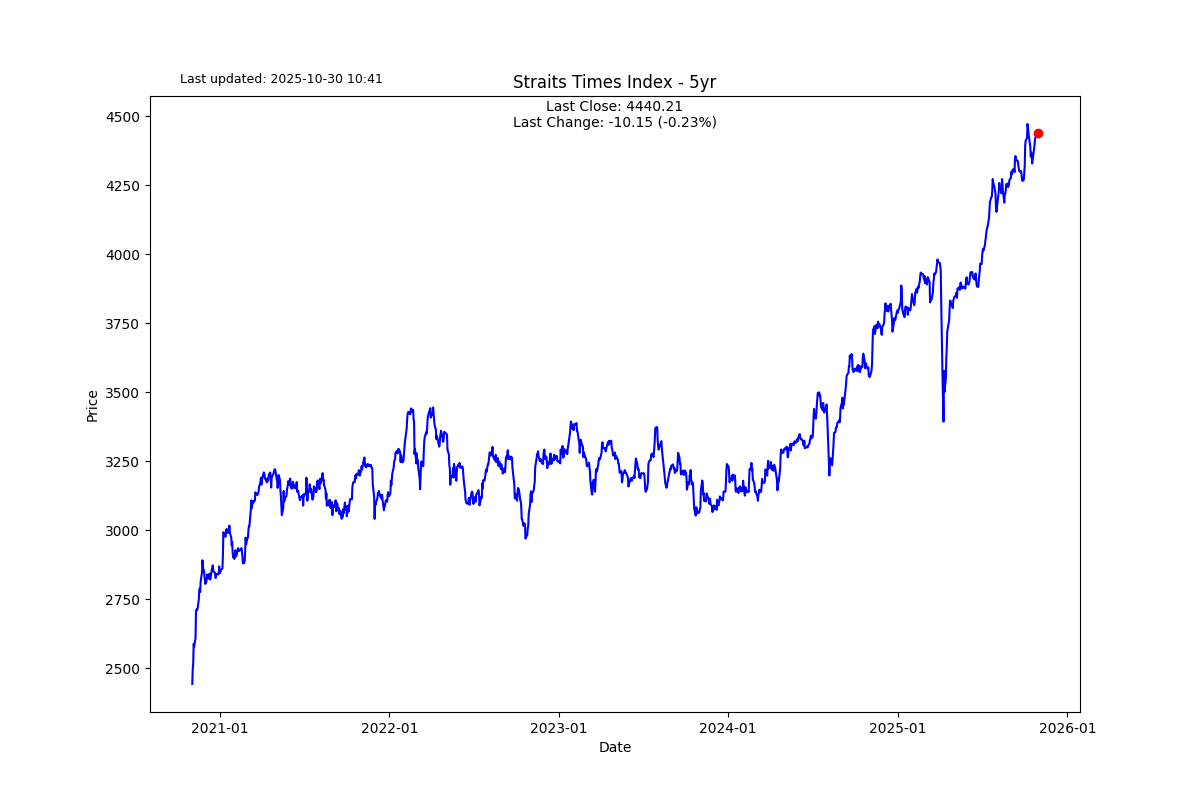 Last updated: 2025-10-30 10:41
Straits Times Index - 5yr
Last Close: 4440.21
Last Change: -10.15 (-0.23%)
Price
4500
4250
4000
3750
3500
3250
3000
2750
2500
2021-01
2022-01
2023-01
2024-01
2025-01
2026-01
Date